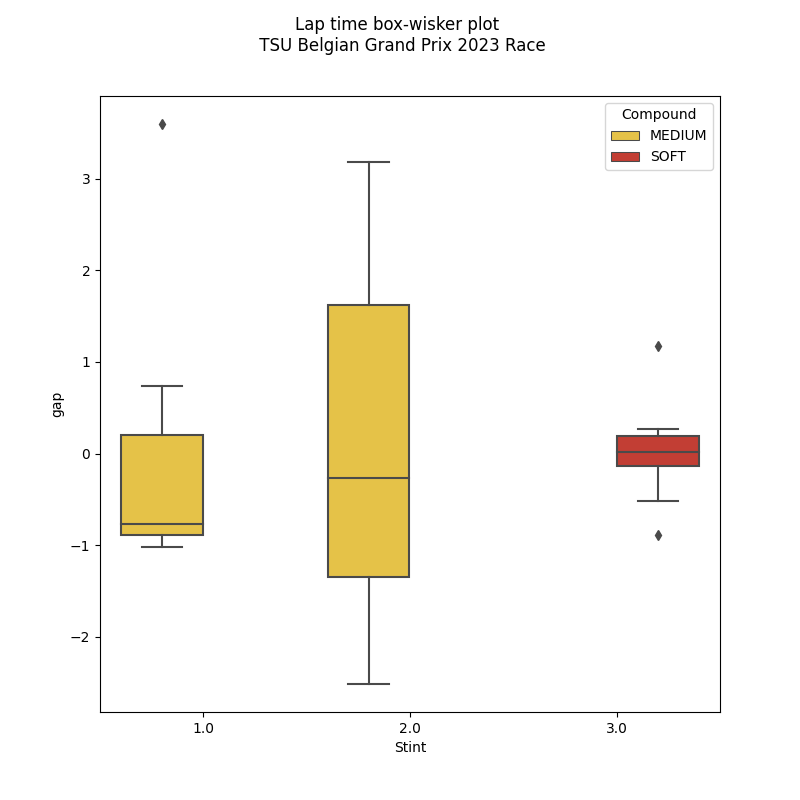 Lap time box-wisker plot
TSU Belgian Grand Prix 2023 Race
Compound
MEDIUM
SOFT
3
2
1
0
−1
−2
gap
1.0
2.0
3.0
Stint